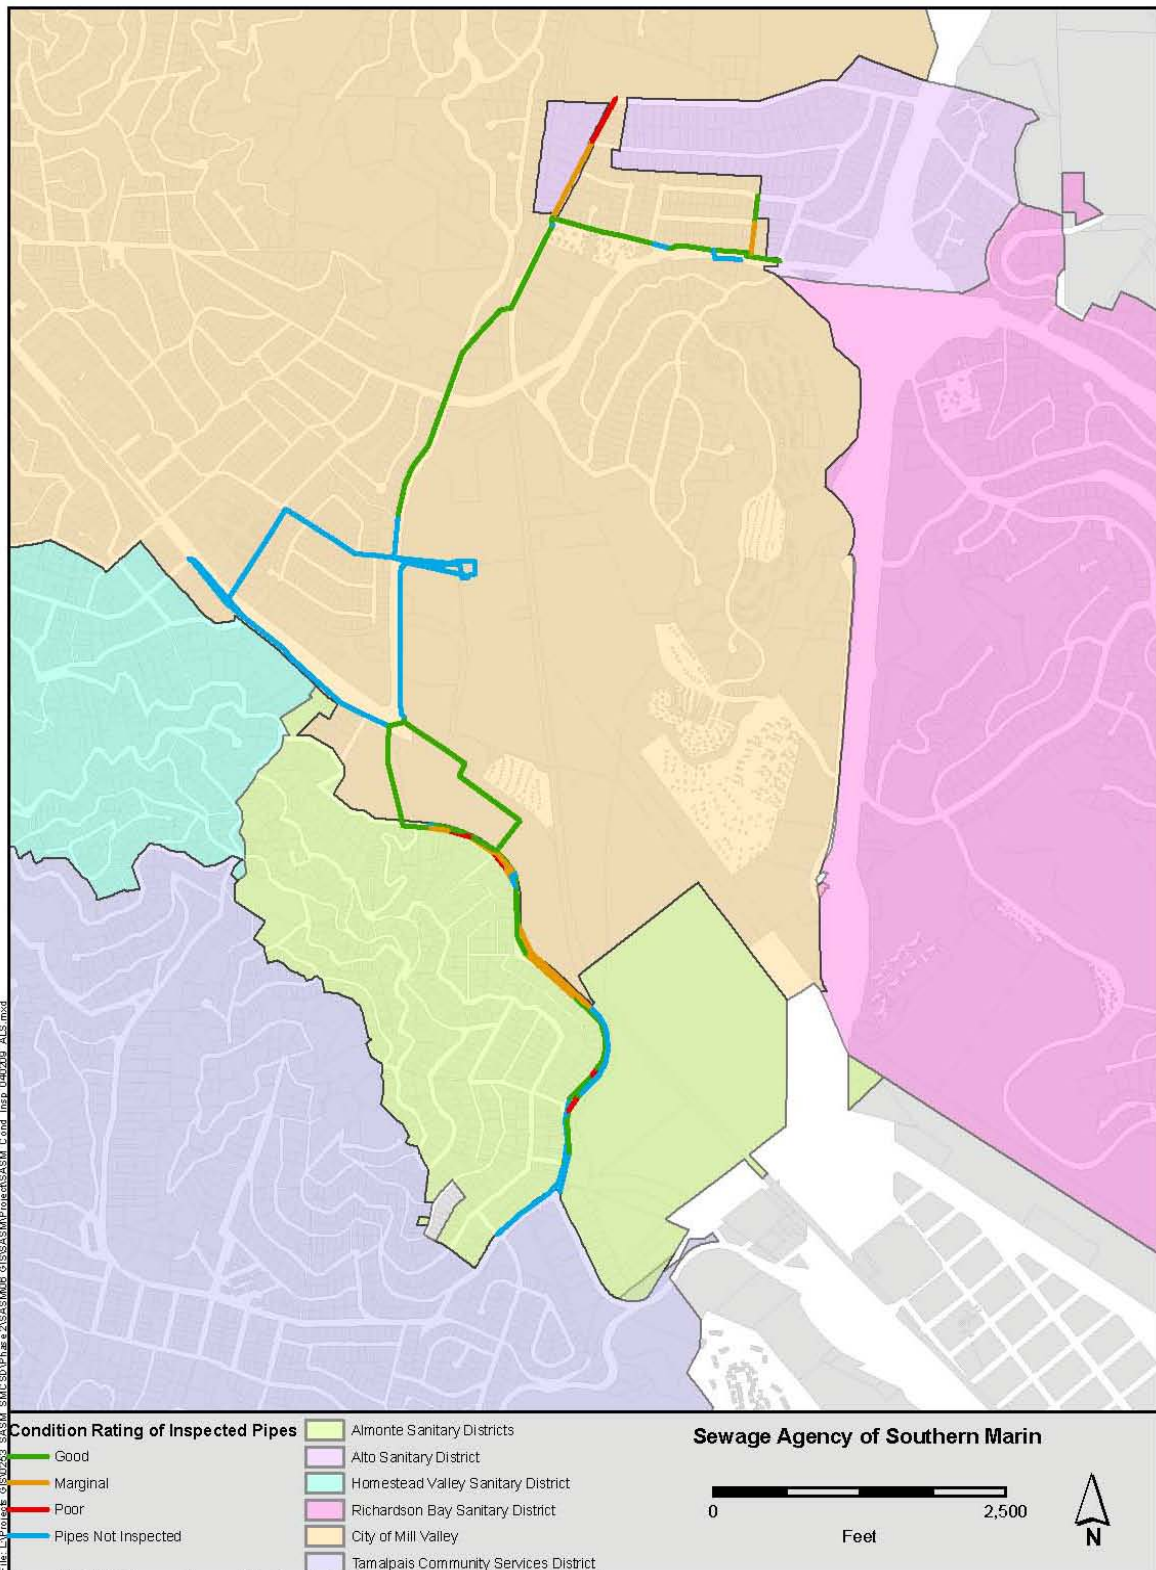 Condition Rating of Inspected Pipes
Good
Marginal
Poor
Pipes Not Inspected
Almonte Sanitary Districts
Alto Sanitary District
Homestead Valley Sanitary District
Richardson Bay Sanitary District
City of Mill Valley
Tamalpais Community Services District
Sewage Agency of Southern Marin
0 2,500
Feet
N